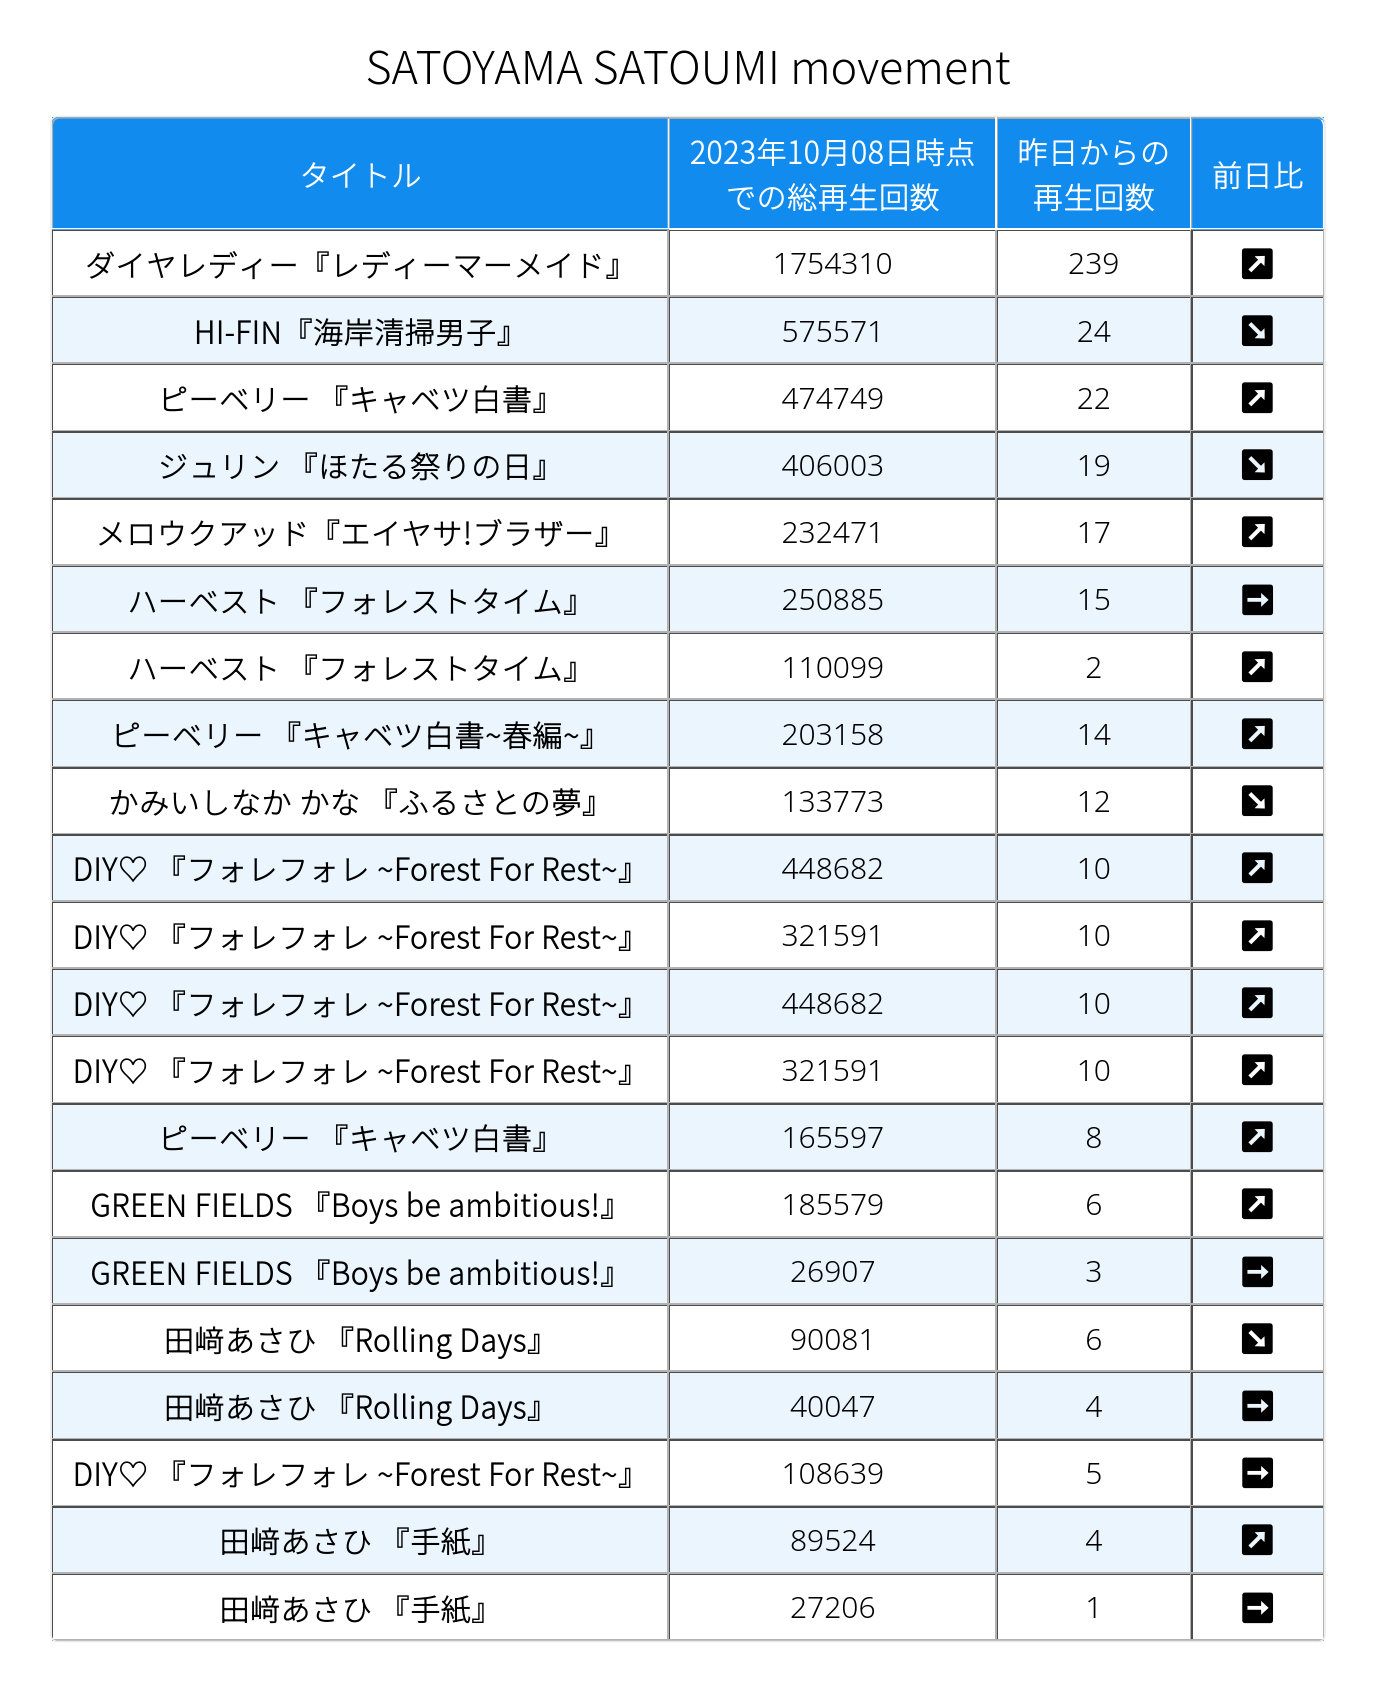 SATOYAMA SATOUMI movement
タイトル 2023年10月08日時点での総再生回数 昨日からの再生回数 前日比
ダイヤレディー『レディーマーメイド』 1754310 239 ↗
HI-FIN『海岸清掃男子』 575571 24 ↘
ピーベリー 『キャベツ白書』 474749 22 ↗
ジュリン 『ほたる祭りの日』 406003 19 ↘
メロウクアッド『エイヤサ!ブラザー』 232471 17 ↗
ハーベスト 『フォレストタイム』 250885 15 →
ハーベスト 『フォレストタイム』 110099 2 ↗
ピーベリー 『キャベツ白書~春編~』 203158 14 ↗
かみいしなか かな 『ふるさとの夢』 133773 12 ↘
DIY♡ 『フォレフォレ ~Forest For Rest~』 448682 10 ↗
DIY♡ 『フォレフォレ ~Forest For Rest~』 321591 10 ↗
DIY♡ 『フォレフォレ ~Forest For Rest~』 448682 10 ↗
DIY♡ 『フォレフォレ ~Forest For Rest~』 321591 10 ↗
ピーベリー 『キャベツ白書』 165597 8 ↗
GREEN FIELDS 『Boys be ambitious!』 185579 6 ↗
GREEN FIELDS 『Boys be ambitious!』 26907 3 →
田﨑あさひ 『Rolling Days』 90081 6 ↘
田﨑あさひ 『Rolling Days』 40047 4 →
DIY♡ 『フォレフォレ ~Forest For Rest~』 108639 5 →
田﨑あさひ 『手紙』 89524 4 ↗
田﨑あさひ 『手紙』 27206 1 →